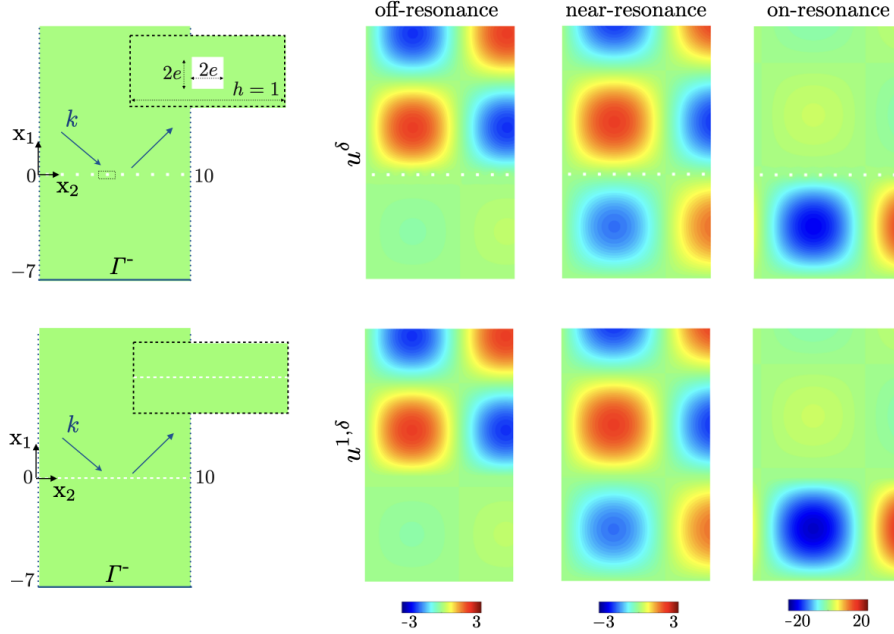 off-resonance near-resonance on-resonance
2e 2e
h = 1
k
x₁
0 x₂ 10
−7 Γ⁻
u^δ
k
x₁
0 x₂ 10
−7 Γ⁻
u^{1,δ}
-3 3 −3 3 -20 20